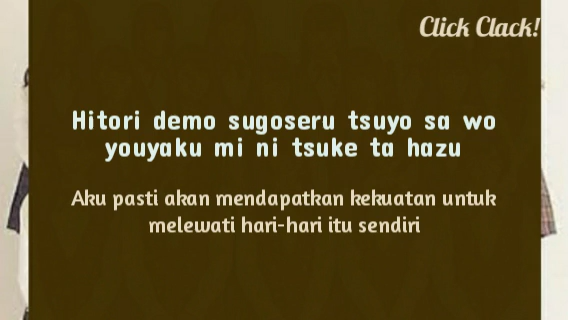 Click Clack!
Hitori demo sugoseru tsuyo sa wo
youyaku mi ni tsuke ta hazu
Aku pasti akan mendapatkan kekuatan untuk
melewati hari-hari itu sendiri